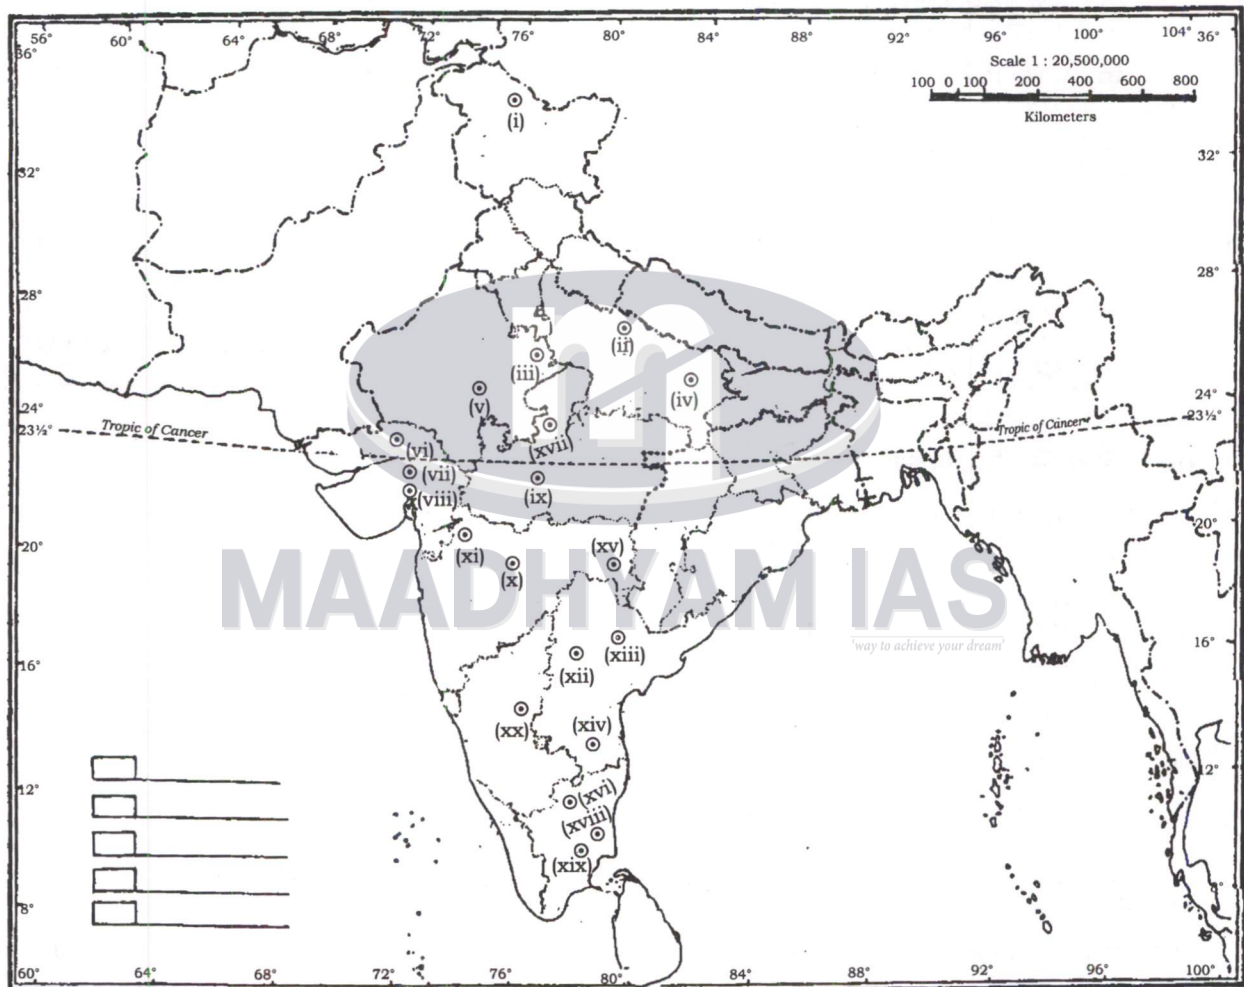 56° 60° 64° 68° 72° 76° 80° 84° 88° 92° 96° 100° 104° 36°
36°
Scale 1 : 20,500,000
100 0 100 200 400 600 800
Kilometers
(i)
32° 32°
28° 28°
(ii)
(iii)
(iv)
(v)
24° 24°
23½° Tropic of Cancer Tropic of Cancer 23½°
(vi) (xvii)
(vii)
(viii) (ix)
20° 20°
(xi) (x) (xv)
MAADHYAM IAS
'way to achieve your dream'
16° 16°
(xii) (xiii)
(xx) (xiv)
12° 12°
(xvi)
(xviii)
(xix)
8° 8°
60° 64° 68° 72° 76° 80° 84° 88° 92° 96° 100°